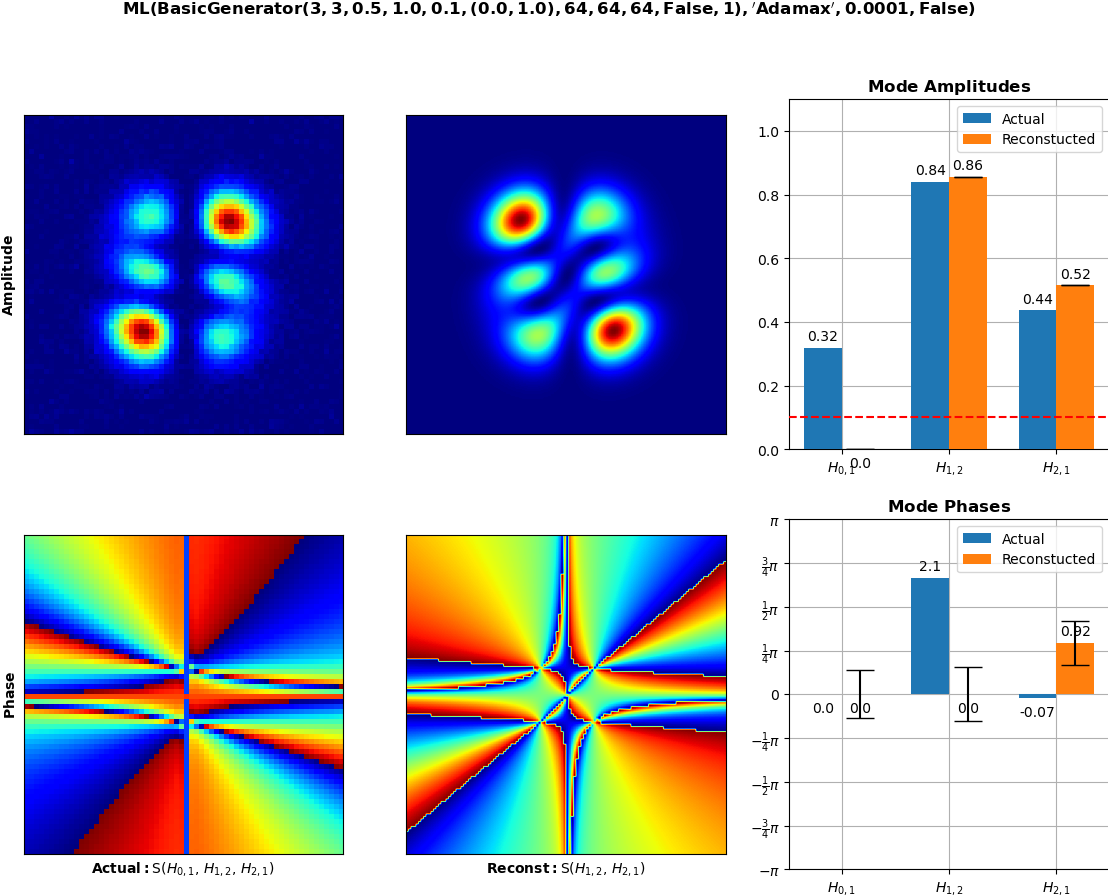 ML(BasicGenerator(3, 3, 0.5, 1.0, 0.1, (0.0, 1.0), 64, 64, 64, False, 1), ′Adamax′, 0.0001, False)
Mode Amplitudes
Actual
Reconstucted
1.0
0.8
0.6
0.4
0.2
0.0
0.32
0.0
0.84
0.86
0.44
0.52
H0,1
H1,2
H2,1
Amplitude
Mode Phases
Actual
Reconstucted
π
3/4π
1/2π
1/4π
0
−1/4π
−1/2π
−3/4π
−π
0.0
0.0
2.1
0.0
-0.07
0.92
H0,1
H1,2
H2,1
Phase
Actual: S(H0,1, H1,2, H2,1)
Reconst: S(H1,2, H2,1)